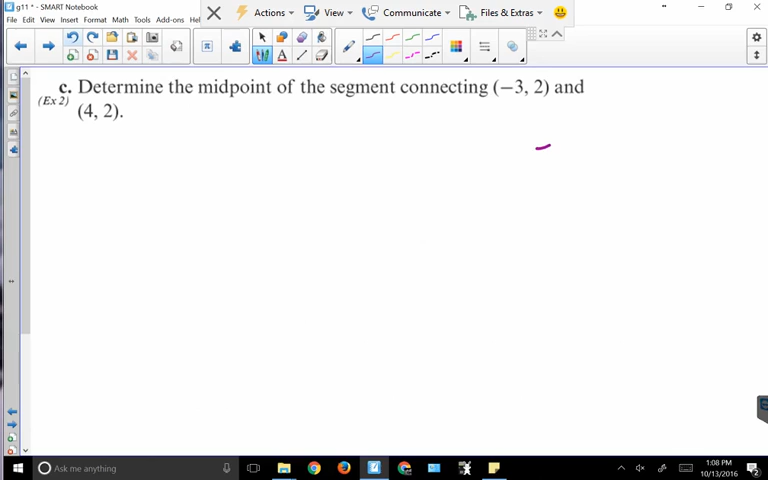 g11 * - SMART Notebook
Actions
View
Communicate
Files & Extras
File Edit View Insert Format Math Tools Add-ons Hel
c. Determine the midpoint of the segment connecting (−3, 2) and
(Ex 2)
(4, 2).
Ask me anything
1:08 PM
10/13/2016